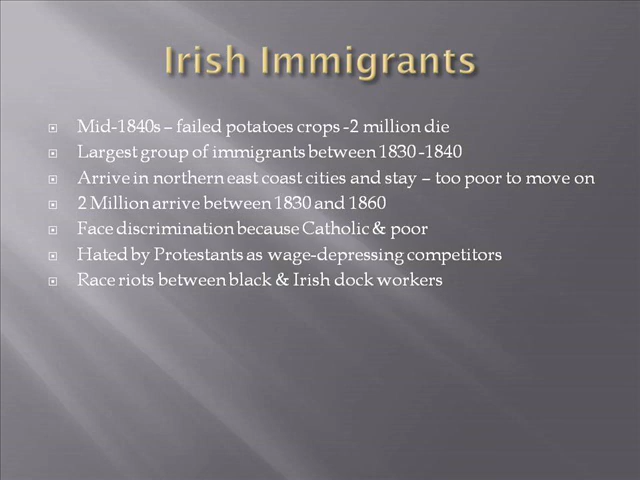 Irish Immigrants
Mid-1840s – failed potatoes crops -2 million die
Largest group of immigrants between 1830 -1840
Arrive in northern east coast cities and stay – too poor to move on
2 Million arrive between 1830 and 1860
Face discrimination because Catholic & poor
Hated by Protestants as wage-depressing competitors
Race riots between black & Irish dock workers